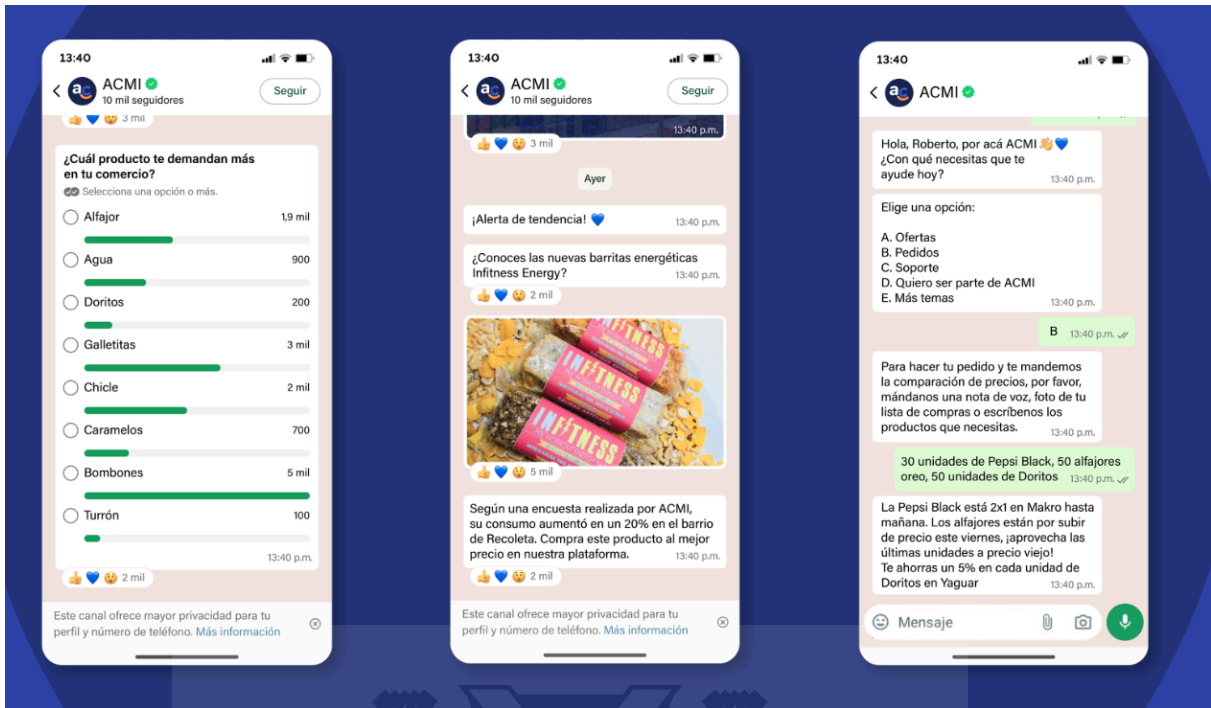 13:40
ac
ACMI
10 mil seguidores
Seguir
3 mil
¿Cuál producto te demandan más
en tu comercio?
Selecciona una opción o más.
Alfajor 1,9 mil
Agua 900
Doritos 200
Galletitas 3 mil
Chicle 2 mil
Caramelos 700
Bombones 5 mil
Turrón 100
13:40 p.m.
2 mil
Este canal ofrece mayor privacidad para tu
perfil y número de teléfono. Más información
13:40
ac
ACMI
10 mil seguidores
Seguir
13:40 p.m.
3 mil
Ayer
¡Alerta de tendencia! 💙 13:40 p.m.
¿Conoces las nuevas barritas energéticas
Infitness Energy? 13:40 p.m.
2 mil
INFITNESS
INFITNESS
INFITNESS
5 mil
Según una encuesta realizada por ACMI,
su consumo aumentó en un 20% en el barrio
de Recoleta. Compra este producto al mejor
precio en nuestra plataforma. 13:40 p.m.
2 mil
Este canal ofrece mayor privacidad para tu
perfil y número de teléfono. Más información
13:40
ac
ACMI
Hola, Roberto, por acá ACMI 👋💙
¿Con qué necesitas que te
ayude hoy? 13:40 p.m.
Elige una opción:
A. Ofertas
B. Pedidos
C. Soporte
D. Quiero ser parte de ACMI
E. Más temas 13:40 p.m.
B 13:40 p.m.
Para hacer tu pedido y te mandemos
la comparación de precios, por favor,
mándanos una nota de voz, foto de tu
lista de compras o escríbenos los
productos que necesitas. 13:40 p.m.
30 unidades de Pepsi Black, 50 alfajores
oreo, 50 unidades de Doritos 13:40 p.m.
La Pepsi Black está 2x1 en Makro hasta
mañana. Los alfajores están por subir
de precio este viernes, ¡aprovecha las
últimas unidades a precio viejo!
Te ahorras un 5% en cada unidad de
Doritos en Yaguar 13:40 p.m.
Mensaje